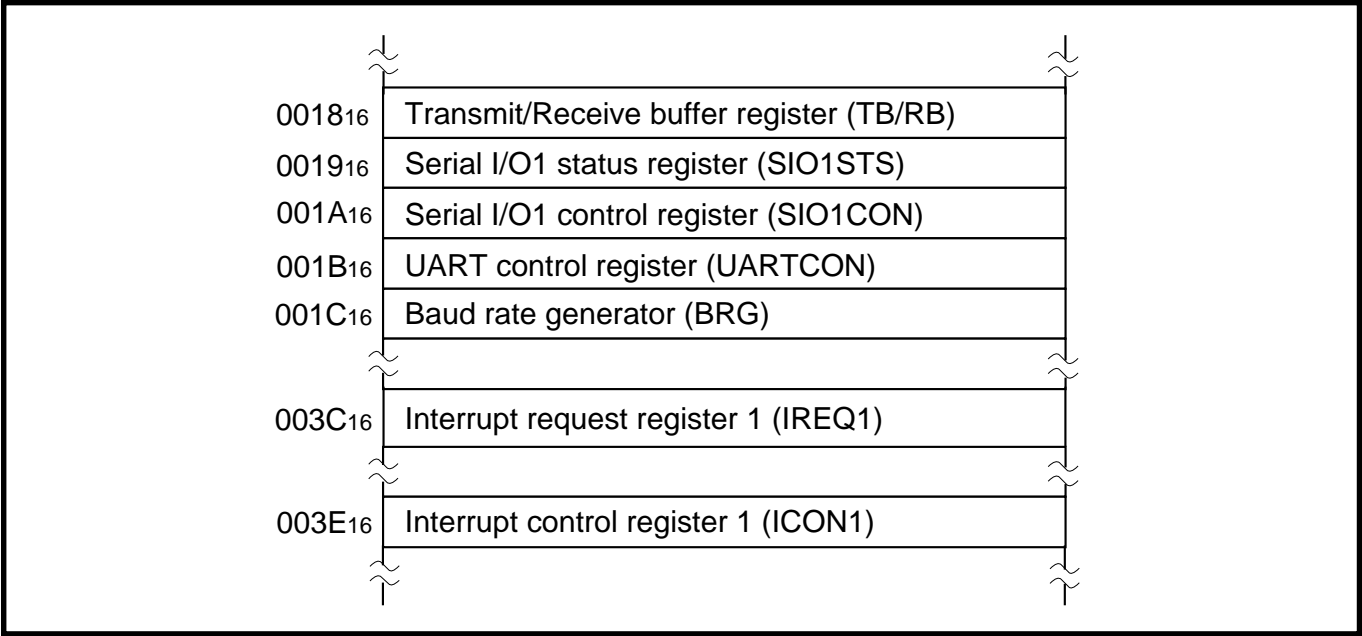 0018₁₆ Transmit/Receive buffer register (TB/RB)
0019₁₆ Serial I/O1 status register (SIO1STS)
001A₁₆ Serial I/O1 control register (SIO1CON)
001B₁₆ UART control register (UARTCON)
001C₁₆ Baud rate generator (BRG)
003C₁₆ Interrupt request register 1 (IREQ1)
003E₁₆ Interrupt control register 1 (ICON1)